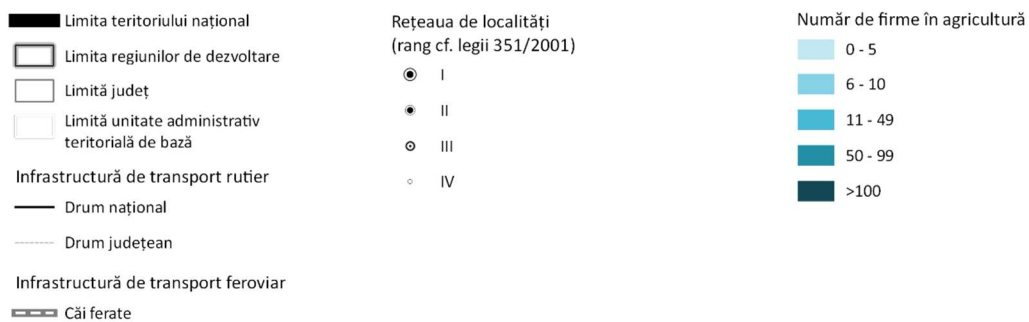 Limita teritoriului național
Limita regiunilor de dezvoltare
Limită județ
Limită unitate administrativ
teritorială de bază
Infrastructură de transport rutier
Drum național
Drum județean
Infrastructură de transport feroviar
Căi ferate
Rețeaua de localități
(rang cf. legii 351/2001)
I
II
III
IV
Număr de firme în agricultură
0 - 5
6 - 10
11 - 49
50 - 99
>100